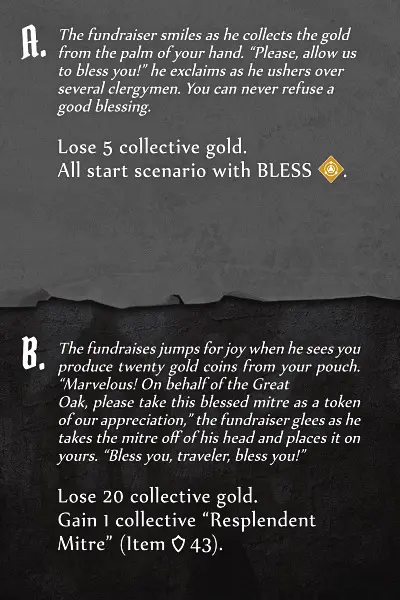 A. The fundraiser smiles as he collects the gold
from the palm of your hand. “Please, allow us
to bless you!” he exclaims as he ushers over
several clergymen. You can never refuse a
good blessing.
Lose 5 collective gold.
All start scenario with BLESS .
B. The fundraises jumps for joy when he sees you
produce twenty gold coins from your pouch.
“Marvelous! On behalf of the Great
Oak, please take this blessed mitre as a token
of our appreciation,” the fundraiser glees as he
takes the mitre off of his head and places it on
yours. “Bless you, traveler, bless you!”
Lose 20 collective gold.
Gain 1 collective “Resplendent
Mitre” (Item 43).